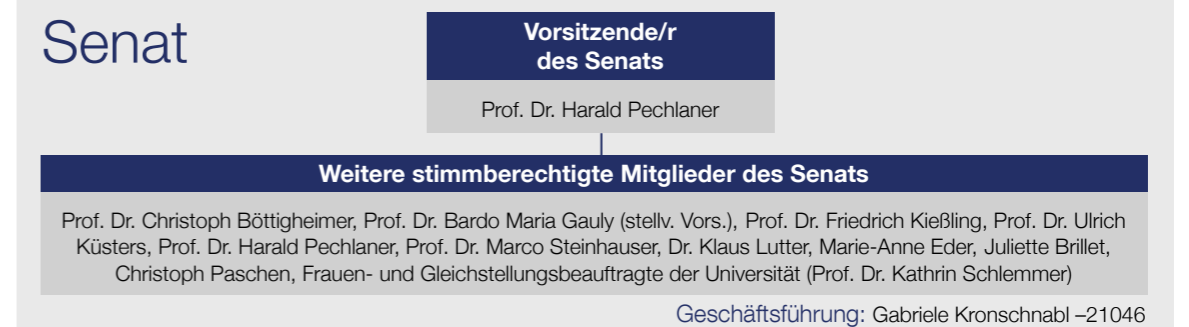 Senat
Vorsitzende/r
des Senats
Prof. Dr. Harald Pechlaner
Weitere stimmberechtigte Mitglieder des Senats
Prof. Dr. Christoph Böttigheimer, Prof. Dr. Bardo Maria Gauly (stellv. Vors.), Prof. Dr. Friedrich Kießling, Prof. Dr. Ulrich
Küsters, Prof. Dr. Harald Pechlaner, Prof. Dr. Marco Steinhauser, Dr. Klaus Lutter, Marie-Anne Eder, Juliette Brillet,
Christoph Paschen, Frauen- und Gleichstellungsbeauftragte der Universität (Prof. Dr. Kathrin Schlemmer)
Geschäftsführung: Gabriele Kronschnabl –21046